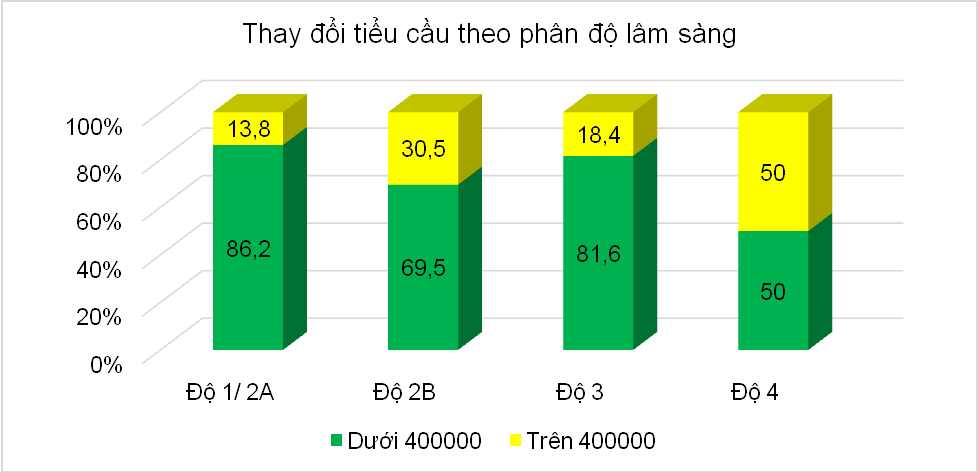 Thay đổi tiểu cầu theo phân độ lâm sàng
100%
80%
60%
40%
20%
0%
13,8
30,5
18,4
50
86,2
69,5
81,6
50
Độ 1/ 2A
Độ 2B
Độ 3
Độ 4
Dưới 400000
Trên 400000